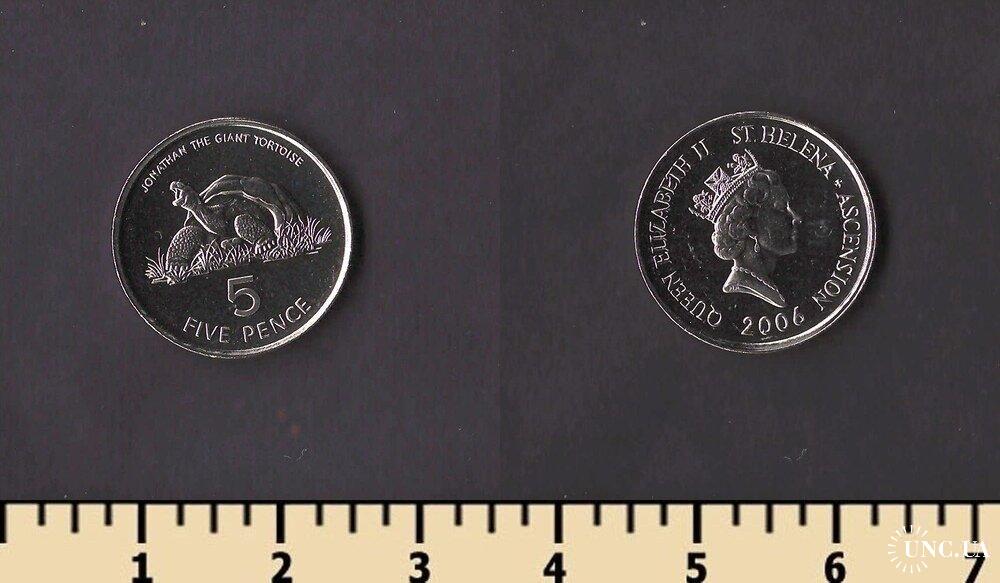 JONATHAN THE GIANT TORTOISE
5
FIVE PENCE
QUEEN ELIZABETH II ST. HELENA • ASCENSION
2006
1 2 3 4 5 6 7
UNC.UA